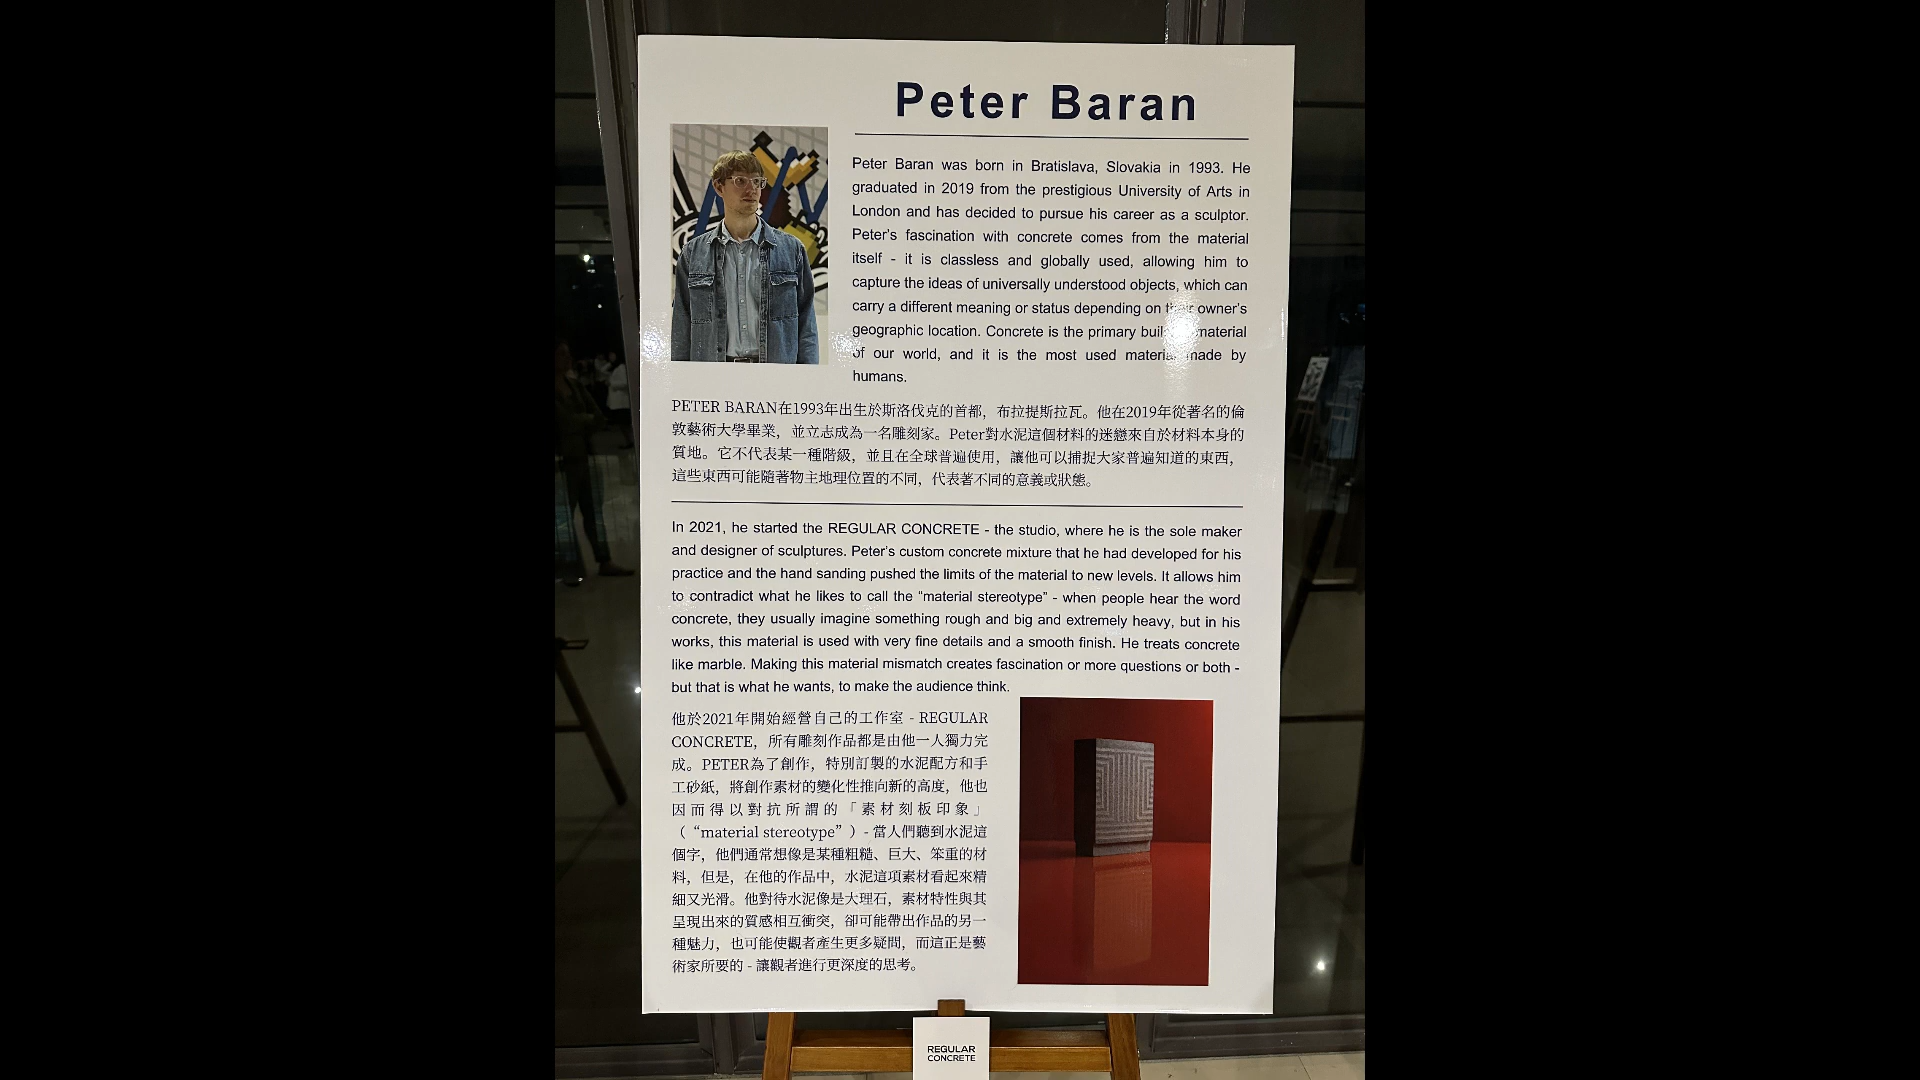 Peter Baran
Peter Baran was born in Bratislava, Slovakia in 1993. He
graduated in 2019 from the prestigious University of Arts in
London and has decided to pursue his career as a sculptor.
Peter's fascination with concrete comes from the material
itself - it is classless and globally used, allowing him to
capture the ideas of universally understood objects, which can
carry a different meaning or status depending on their owner's
geographic location. Concrete is the primary material
of our world, and it is the most used material made by
humans.
PETER BARAN在1993年出生於斯洛伐克的首都，布拉提斯拉瓦。他在2019年從著名的倫
敦藝術大學畢業，並立志成為一名雕刻家。Peter對水泥這個材料的迷戀來自於材料本身的
質地。它不代表某一種階級，並且在全球普遍使用，讓他可以捕捉大家普遍知道的東西，
這些東西可能隨著物主地理位置的不同，代表著不同的意義或狀態。
In 2021, he started the REGULAR CONCRETE - the studio, where he is the sole maker
and designer of sculptures. Peter's custom concrete mixture that he had developed for his
practice and the hand sanding pushed the limits of the material to new levels. It allows him
to contradict what he likes to call the "material stereotype" - when people hear the word
concrete, they usually imagine something rough and big and extremely heavy, but in his
works, this material is used with very fine details and a smooth finish. He treats concrete
like marble. Making this material mismatch creates fascination or more questions or both -
but that is what he wants, to make the audience think.
他於2021年開始經營自己的工作室 - REGULAR
CONCRETE，所有雕刻作品都是由他一人獨力完
成。PETER為了創作，特別訂製的水泥配方和手
工砂紙，將創作素材的變化性推向新的高度，他也
因而得以對抗所謂的「素材刻板印象」
（“material stereotype”）- 當人們聽到水泥這
個字，他們通常想像是某種粗糙、巨大、笨重的材
料，但是，在他的作品中，水泥這項素材看起來精
細又光滑。他對待水泥像是大理石，素材特性與其
呈現出來的質感相互衝突，卻可能帶出作品的另一
種魅力，也可能使觀者產生更多疑問，而這正是藝
術家所要的 - 讓觀者進行更深度的思考。
REGULAR
CONCRETE